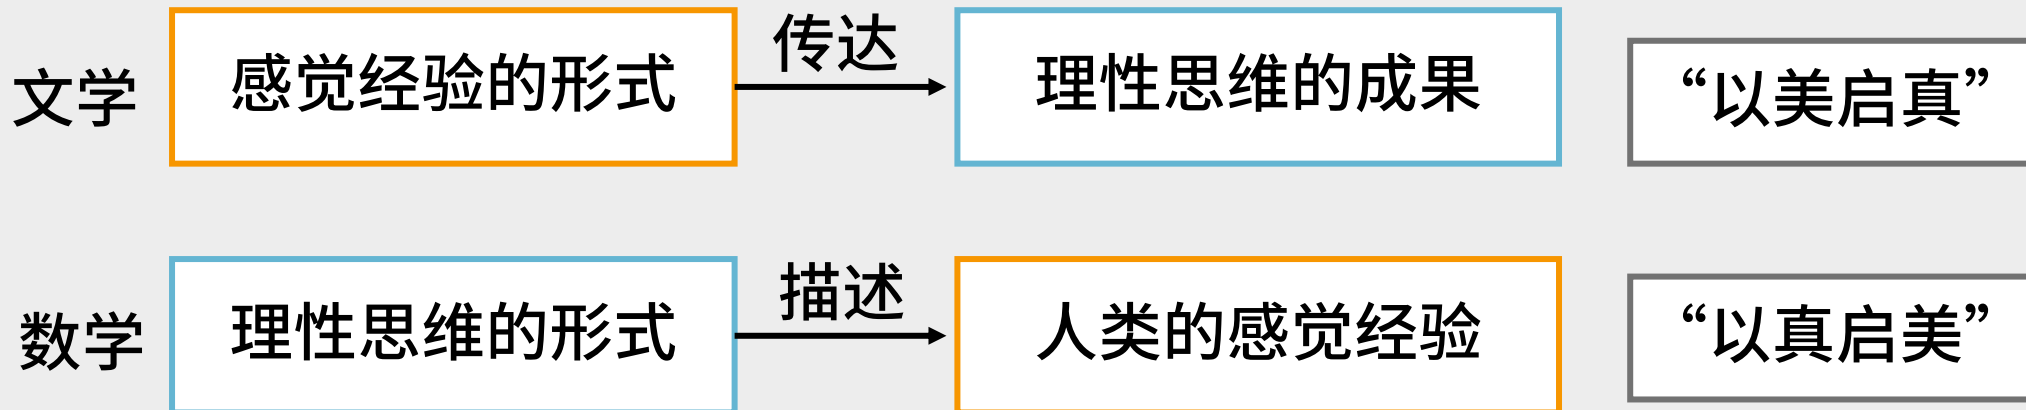 文学 感觉经验的形式 传达 理性思维的成果 “以美启真”
数学 理性思维的形式 描述 人类的感觉经验 “以真启美”